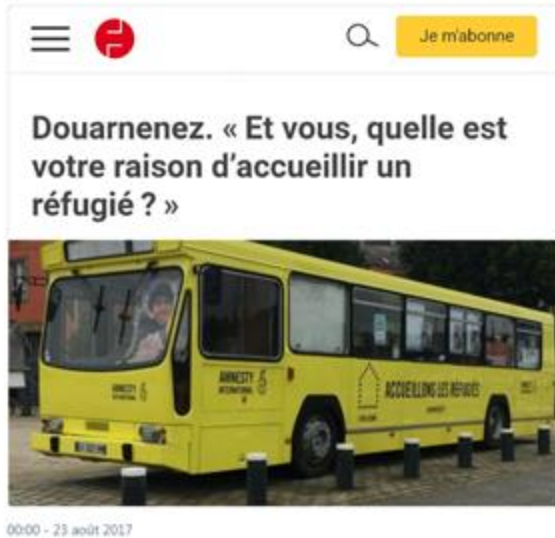 Je m'abonne
Douarnenez. « Et vous, quelle est
votre raison d'accueillir un
réfugié ? »
AMNESTY
INTERNATIONAL
AMNESTY
INTERNATIONAL
ACCUEILLONS LES RÉFUGIÉS
00:00 - 23 août 2017